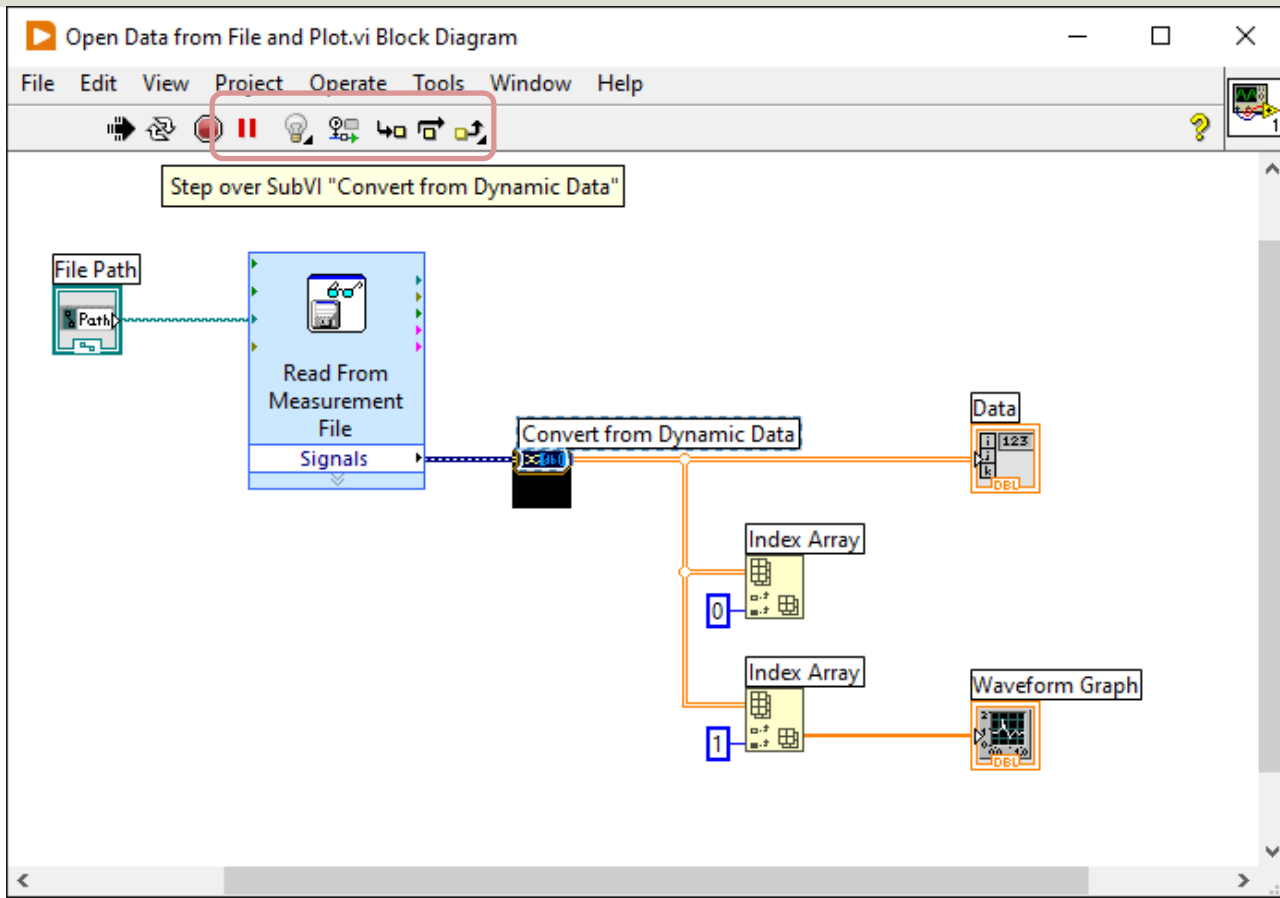 Open Data from File and Plot.vi Block Diagram
File Edit View Project Operate Tools Window Help
1
Step over SubVI "Convert from Dynamic Data"
File Path
Path
Read From
Measurement
File
Signals
Convert from Dynamic Data
Data
123
i
j
k
DBL
Index Array
0
Index Array
1
Waveform Graph
DBL